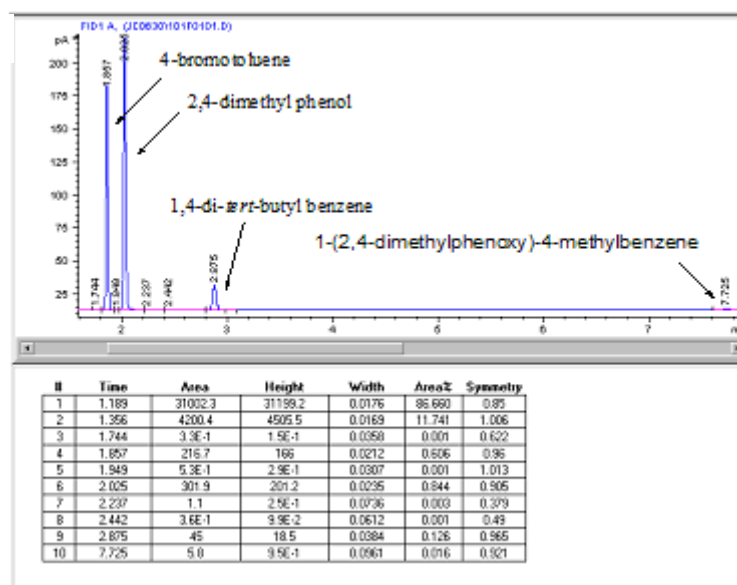 FID1 A, (JE0630\101F0101.D)
pA
200
175
150
125
100
75
50
25
1.744
1.857
1.949
2.025
2.237
2.442
2.875
7.725
4-bromotoluene
2,4-dimethyl phenol
1,4-di-tert-butyl benzene
1-(2,4-dimethylphenoxy)-4-methylbenzene
2 3 4 5 6 7
# Time Area Height Width Area% Symmetry
1 1.189 31002.3 31199.2 0.0176 86.660 0.85
2 1.356 4200.4 4505.5 0.0169 11.741 1.006
3 1.744 3.3E-1 1.5E-1 0.0358 0.001 0.622
4 1.857 216.7 166 0.0212 0.606 0.96
5 1.949 5.3E-1 2.9E-1 0.0307 0.001 1.013
6 2.025 301.9 201.2 0.0235 0.844 0.905
7 2.237 1.1 2.5E-1 0.0736 0.003 0.379
8 2.442 3.6E-1 9.9E-2 0.0612 0.001 0.49
9 2.875 45 18.5 0.0384 0.126 0.965
10 7.725 5.8 9.5E-1 0.0961 0.016 0.921